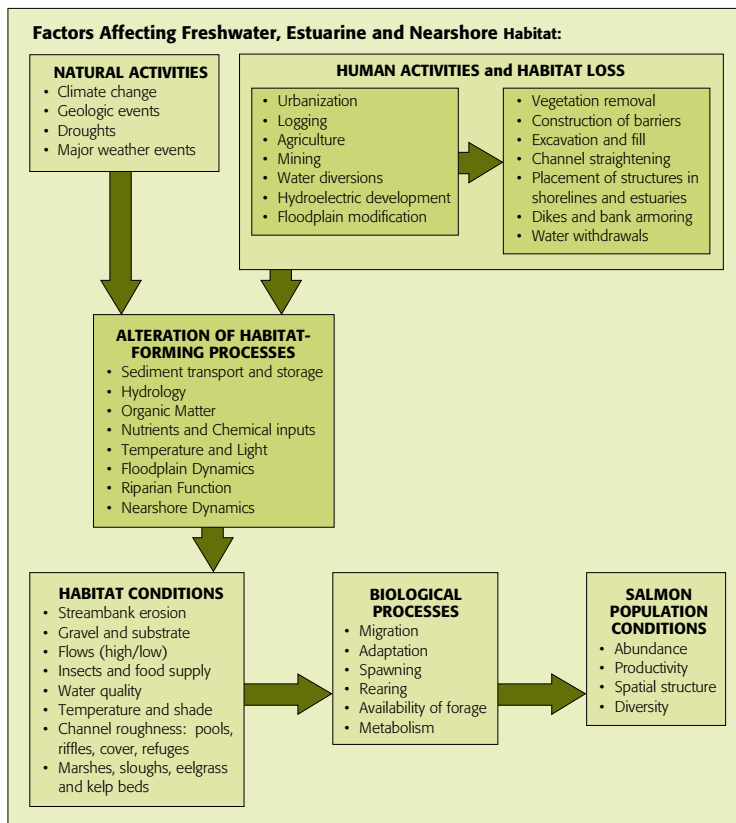 Factors Affecting Freshwater, Estuarine and Nearshore Habitat:
NATURAL ACTIVITIES
• Climate change
• Geologic events
• Droughts
• Major weather events
HUMAN ACTIVITIES and HABITAT LOSS
• Urbanization
• Logging
• Agriculture
• Mining
• Water diversions
• Hydroelectric development
• Floodplain modification
• Vegetation removal
• Construction of barriers
• Excavation and fill
• Channel straightening
• Placement of structures in
shorelines and estuaries
• Dikes and bank armoring
• Water withdrawals
ALTERATION OF HABITAT-
FORMING PROCESSES
• Sediment transport and storage
• Hydrology
• Organic Matter
• Nutrients and Chemical inputs
• Temperature and Light
• Floodplain Dynamics
• Riparian Function
• Nearshore Dynamics
HABITAT CONDITIONS
• Streambank erosion
• Gravel and substrate
• Flows (high/low)
• Insects and food supply
• Water quality
• Temperature and shade
• Channel roughness: pools,
riffles, cover, refuges
• Marshes, sloughs, eelgrass
and kelp beds
BIOLOGICAL
PROCESSES
• Migration
• Adaptation
• Spawning
• Rearing
• Availability of forage
• Metabolism
SALMON
POPULATION
CONDITIONS
• Abundance
• Productivity
• Spatial structure
• Diversity